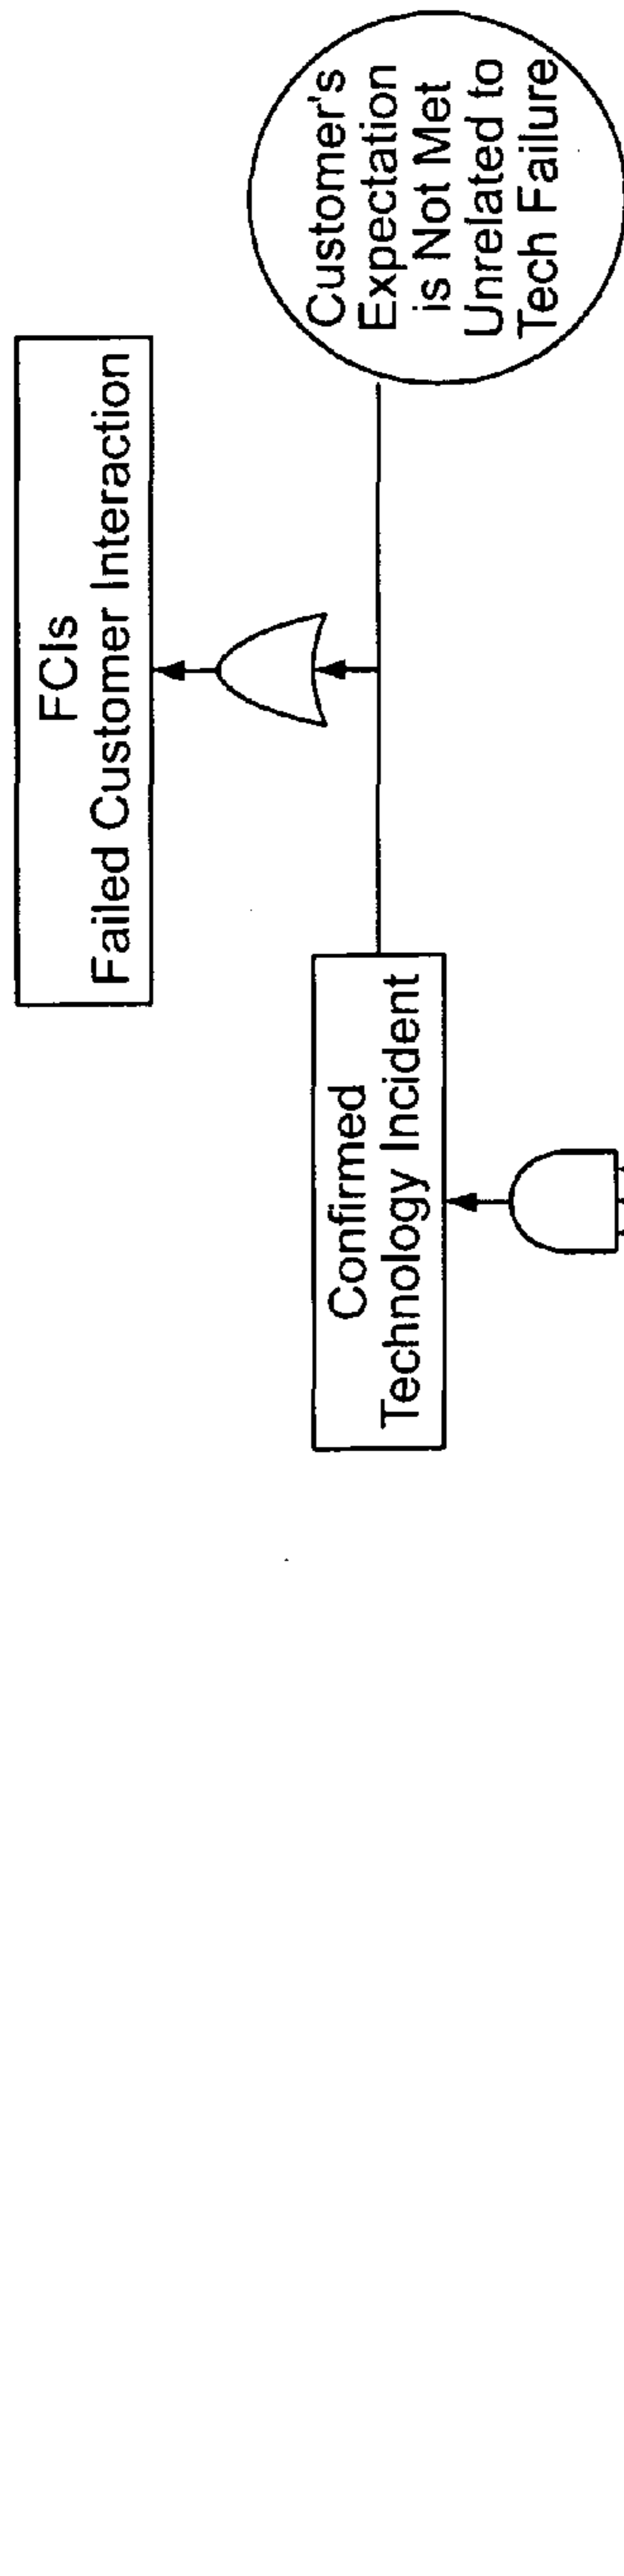 FCIs
Failed Customer Interaction
Confirmed
Technology Incident
Customer's
Expectation
is Not Met
Unrelated to
Tech Failure